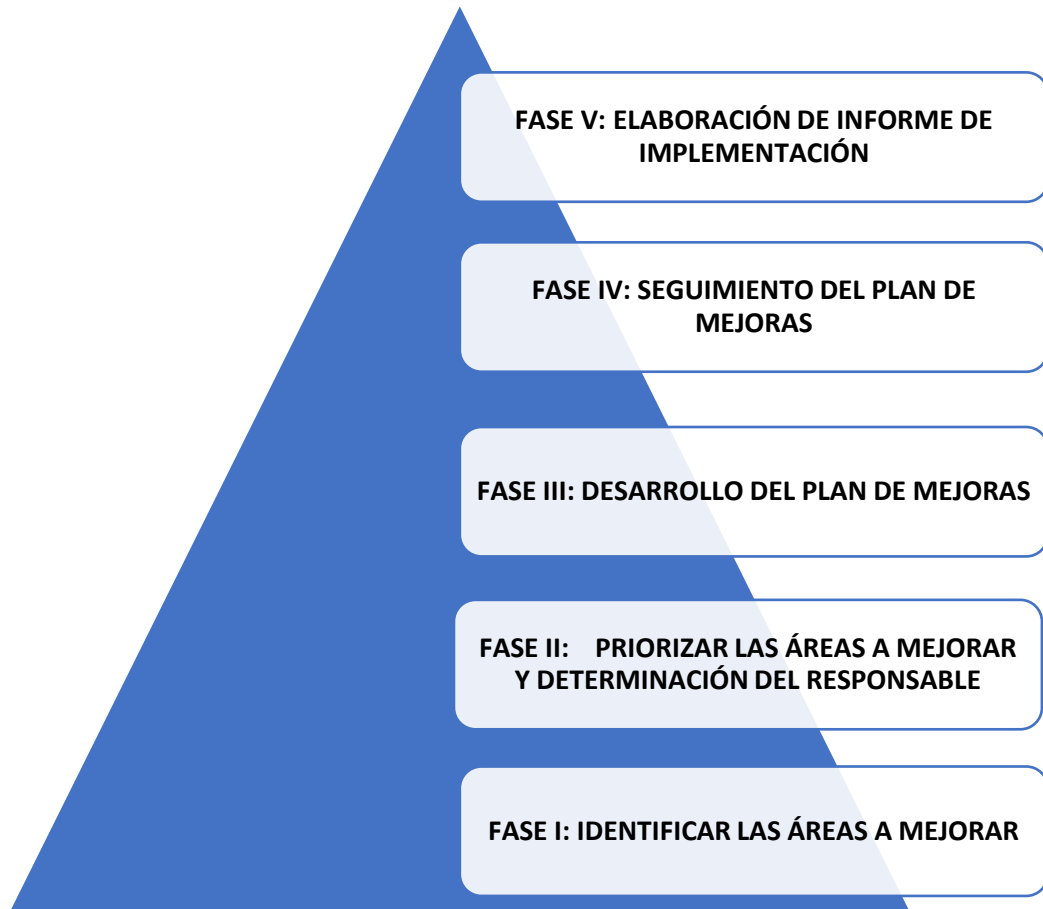 FASE V: ELABORACIÓN DE INFORME DE
IMPLEMENTACIÓN
FASE IV: SEGUIMIENTO DEL PLAN DE
MEJORAS
FASE III: DESARROLLO DEL PLAN DE MEJORAS
FASE II: PRIORIZAR LAS ÁREAS A MEJORAR
Y DETERMINACIÓN DEL RESPONSABLE
FASE I: IDENTIFICAR LAS ÁREAS A MEJORAR